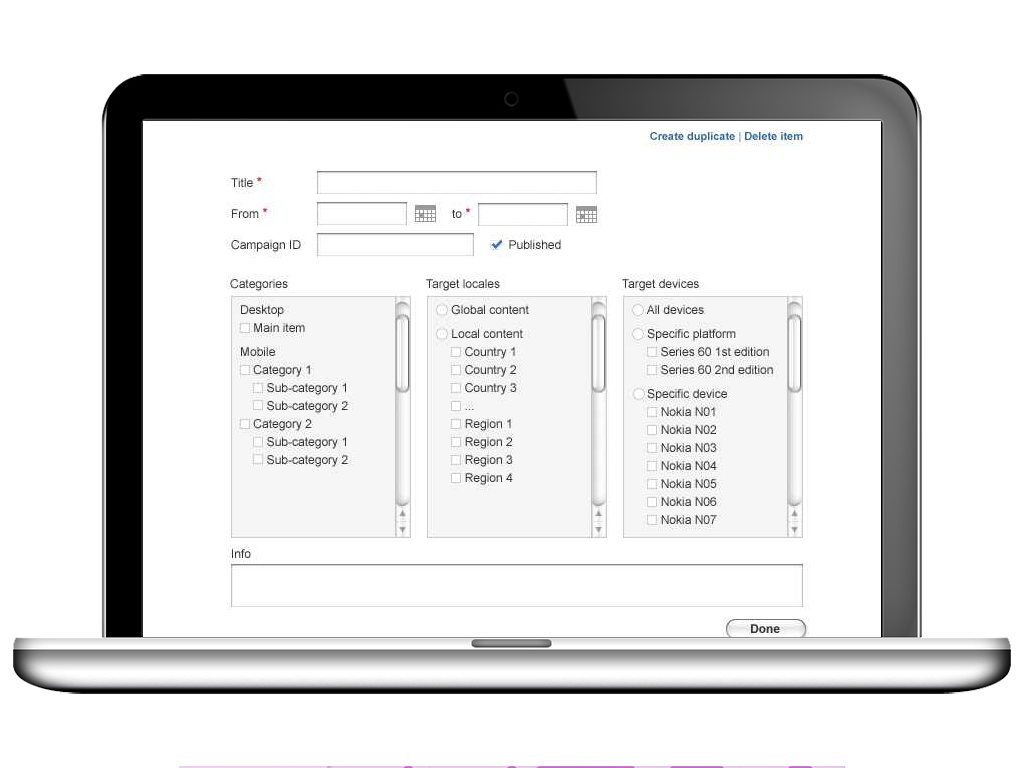 Create duplicate | Delete item
Title *
From * to *
Campaign ID Published
Categories Target locales Target devices
Desktop
Main item
Mobile
Category 1
Sub-category 1
Sub-category 2
Category 2
Sub-category 1
Sub-category 2
Global content
Local content
Country 1
Country 2
Country 3
...
Region 1
Region 2
Region 3
Region 4
All devices
Specific platform
Series 60 1st edition
Series 60 2nd edition
Specific device
Nokia N01
Nokia N02
Nokia N03
Nokia N04
Nokia N05
Nokia N06
Nokia N07
Info
Done